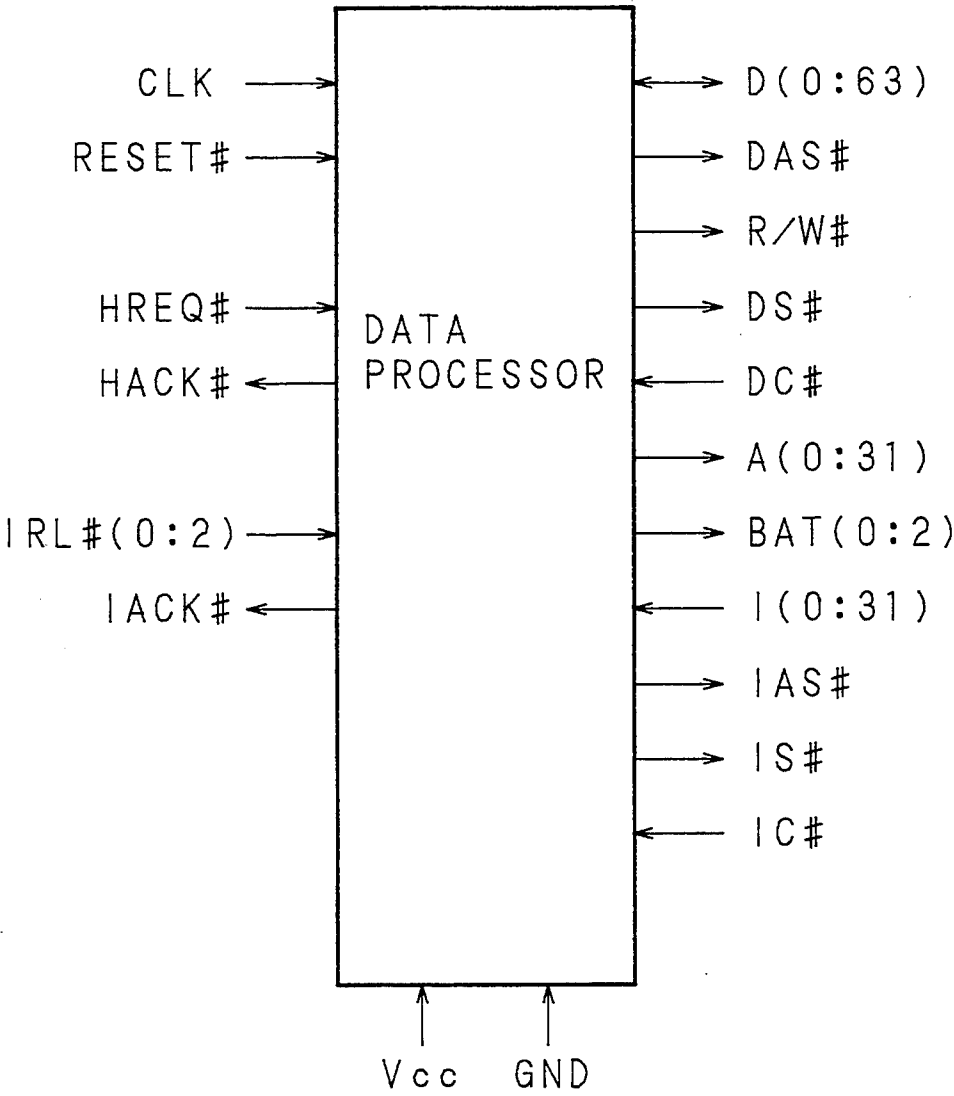 CLK
RESET#
HREQ#
HACK#
IRL#(0:2)
IACK#
DATA
PROCESSOR
D(0:63)
DAS#
R/W#
DS#
DC#
A(0:31)
BAT(0:2)
I(0:31)
IAS#
IS#
IC#
Vcc
GND